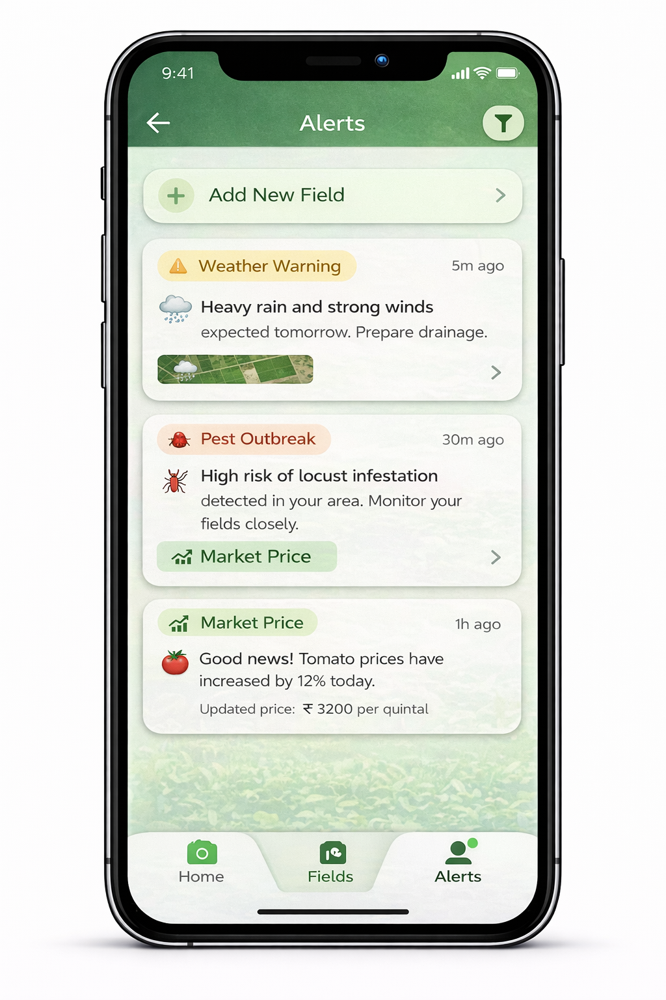 9:41
Alerts
Add New Field
Weather Warning
5m ago
Heavy rain and strong winds
expected tomorrow. Prepare drainage.
Pest Outbreak
30m ago
High risk of locust infestation
detected in your area. Monitor your
fields closely.
Market Price
Market Price
1h ago
Good news! Tomato prices have
increased by 12% today.
Updated price: ₹ 3200 per quintal
Home
Fields
Alerts